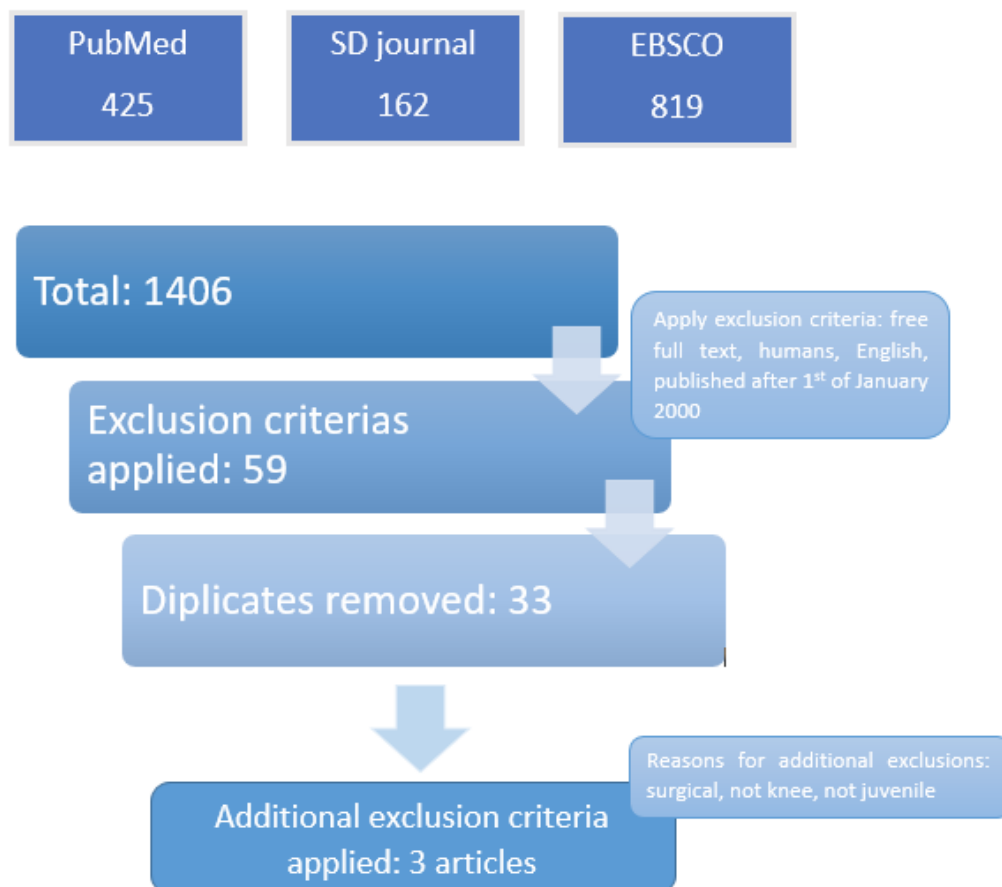 PubMed
425
SD journal
162
EBSCO
819
Total: 1406
Apply exclusion criteria: free
full text, humans, English,
published after 1st of January
2000
Exclusion criterias
applied: 59
Diplicates removed: 33
Reasons for additional exclusions:
surgical, not knee, not juvenile
Additional exclusion criteria
applied: 3 articles